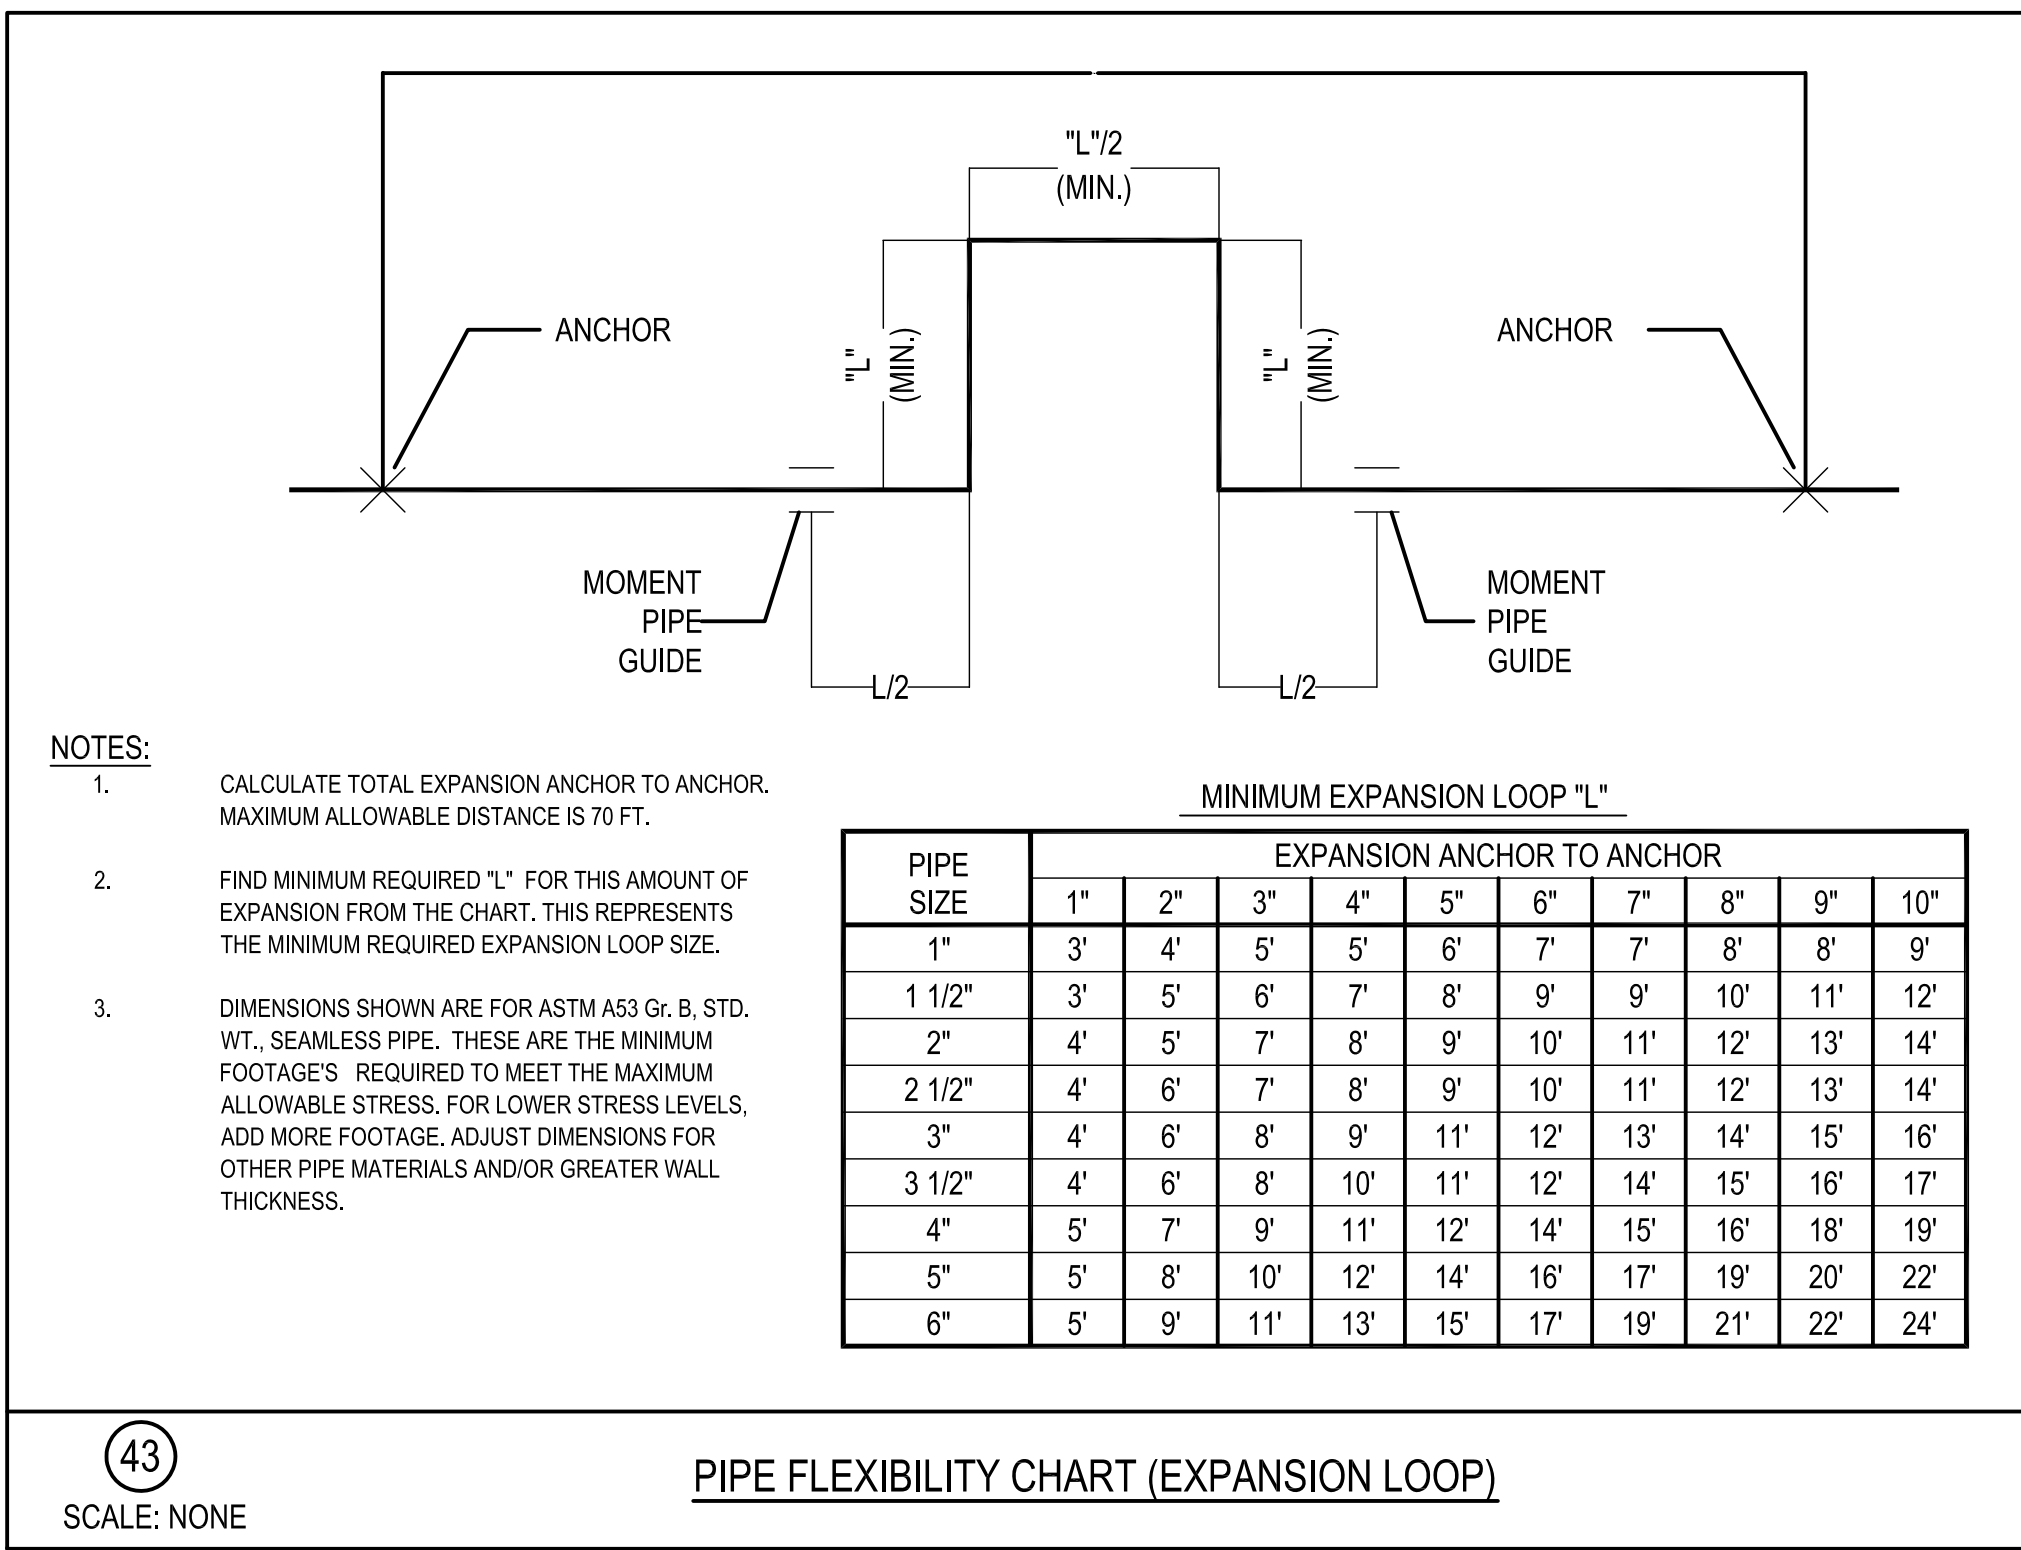 "L"/2
(MIN.)
ANCHOR
"L"
(MIN.)
"L"
(MIN.)
ANCHOR
MOMENT
PIPE
GUIDE
MOMENT
PIPE
GUIDE
L/2
L/2
NOTES:
1. CALCULATE TOTAL EXPANSION ANCHOR TO ANCHOR.
MAXIMUM ALLOWABLE DISTANCE IS 70 FT.
2. FIND MINIMUM REQUIRED "L" FOR THIS AMOUNT OF
EXPANSION FROM THE CHART. THIS REPRESENTS
THE MINIMUM REQUIRED EXPANSION LOOP SIZE.
3. DIMENSIONS SHOWN ARE FOR ASTM A53 Gr. B, STD.
WT., SEAMLESS PIPE. THESE ARE THE MINIMUM
FOOTAGE'S REQUIRED TO MEET THE MAXIMUM
ALLOWABLE STRESS. FOR LOWER STRESS LEVELS,
ADD MORE FOOTAGE. ADJUST DIMENSIONS FOR
OTHER PIPE MATERIALS AND/OR GREATER WALL
THICKNESS.
MINIMUM EXPANSION LOOP "L"
PIPE
SIZE
EXPANSION ANCHOR TO ANCHOR
1" 2" 3" 4" 5" 6" 7" 8" 9" 10"
1" 3' 4' 5' 5' 6' 7' 7' 8' 8' 9'
1 1/2" 3' 5' 6' 7' 8' 9' 9' 10' 11' 12'
2" 4' 5' 7' 8' 9' 10' 11' 12' 13' 14'
2 1/2" 4' 6' 7' 8' 9' 10' 11' 12' 13' 14'
3" 4' 6' 8' 9' 11' 12' 13' 14' 15' 16'
3 1/2" 4' 6' 8' 10' 11' 12' 14' 15' 16' 17'
4" 5' 7' 9' 11' 12' 14' 15' 16' 18' 19'
5" 5' 8' 10' 12' 14' 16' 17' 19' 20' 22'
6" 5' 9' 11' 13' 15' 17' 19' 21' 22' 24'
43
SCALE: NONE
PIPE FLEXIBILITY CHART (EXPANSION LOOP)